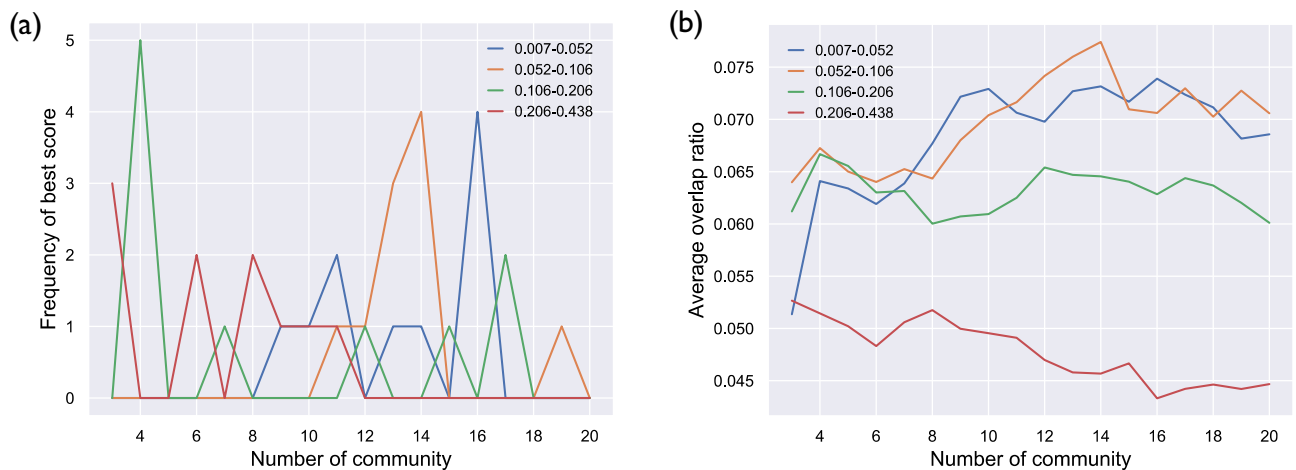 (a)
Frequency of best score
5
4
3
2
1
0
0.007-0.052
0.052-0.106
0.106-0.206
0.206-0.438
4 6 8 10 12 14 16 18 20
Number of community
(b)
Average overlap ratio
0.075
0.070
0.065
0.060
0.055
0.050
0.045
0.007-0.052
0.052-0.106
0.106-0.206
0.206-0.438
4 6 8 10 12 14 16 18 20
Number of community